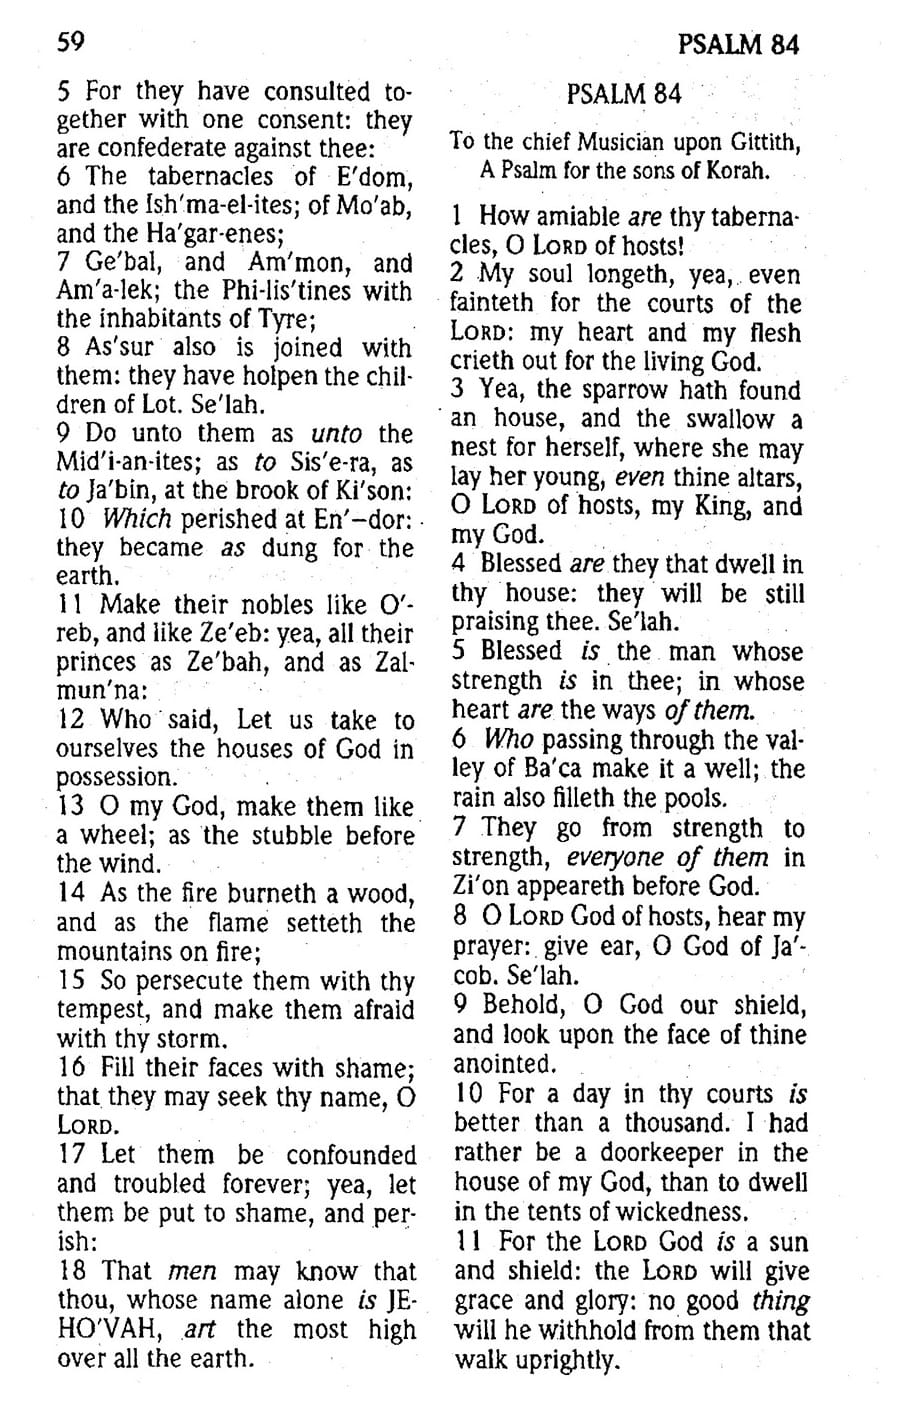 59
PSALM 84
5 For they have consulted to-
gether with one consent: they
are confederate against thee:
6 The tabernacles of E'dom,
and the Ish'ma-el-ites; of Mo'ab,
and the Ha'gar-enes;
7 Ge'bal, and Am'mon, and
Am'a-lek; the Phi-lis'tines with
the inhabitants of Tyre;
8 As'sur also is joined with
them: they have holpen the chil-
dren of Lot. Se'lah.
9 Do unto them as unto the
Mid'i-an-ites; as to Sis'e-ra, as
to Ja'bin, at the brook of Ki'son:
10 Which perished at En'–dor:
they became as dung for the
earth.
11 Make their nobles like O'-
reb, and like Ze'eb: yea, all their
princes as Ze'bah, and as Zal-
mun'na:
12 Who said, Let us take to
ourselves the houses of God in
possession.
13 O my God, make them like
a wheel; as the stubble before
the wind.
14 As the fire burneth a wood,
and as the flame setteth the
mountains on fire;
15 So persecute them with thy
tempest, and make them afraid
with thy storm.
16 Fill their faces with shame;
that they may seek thy name, O
LORD.
17 Let them be confounded
and troubled forever; yea, let
them be put to shame, and per-
ish:
18 That men may know that
thou, whose name alone is JE-
HO'VAH, art the most high
over all the earth.
PSALM 84
To the chief Musician upon Gittith,
A Psalm for the sons of Korah.
1 How amiable are thy taberna-
cles, O LORD of hosts!
2 My soul longeth, yea, even
fainteth for the courts of the
LORD: my heart and my flesh
crieth out for the living God.
3 Yea, the sparrow hath found
an house, and the swallow a
nest for herself, where she may
lay her young, even thine altars,
O LORD of hosts, my King, and
my God.
4 Blessed are they that dwell in
thy house: they will be still
praising thee. Se'lah.
5 Blessed is the man whose
strength is in thee; in whose
heart are the ways of them.
6 Who passing through the val-
ley of Ba'ca make it a well; the
rain also filleth the pools.
7 They go from strength to
strength, everyone of them in
Zi'on appeareth before God.
8 O LORD God of hosts, hear my
prayer: give ear, O God of Ja'-
cob. Se'lah.
9 Behold, O God our shield,
and look upon the face of thine
anointed.
10 For a day in thy courts is
better than a thousand. I had
rather be a doorkeeper in the
house of my God, than to dwell
in the tents of wickedness.
11 For the LORD God is a sun
and shield: the LORD will give
grace and glory: no good thing
will he withhold from them that
walk uprightly.